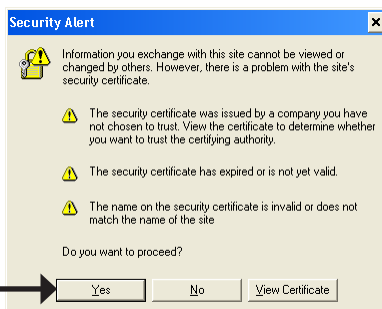 Security Alert
Information you exchange with this site cannot be viewed or
changed by others. However, there is a problem with the site's
security certificate.
The security certificate was issued by a company you have
not chosen to trust. View the certificate to determine whether
you want to trust the certifying authority.
The security certificate has expired or is not yet valid.
The name on the security certificate is invalid or does not
match the name of the site
Do you want to proceed?
Yes No View Certificate